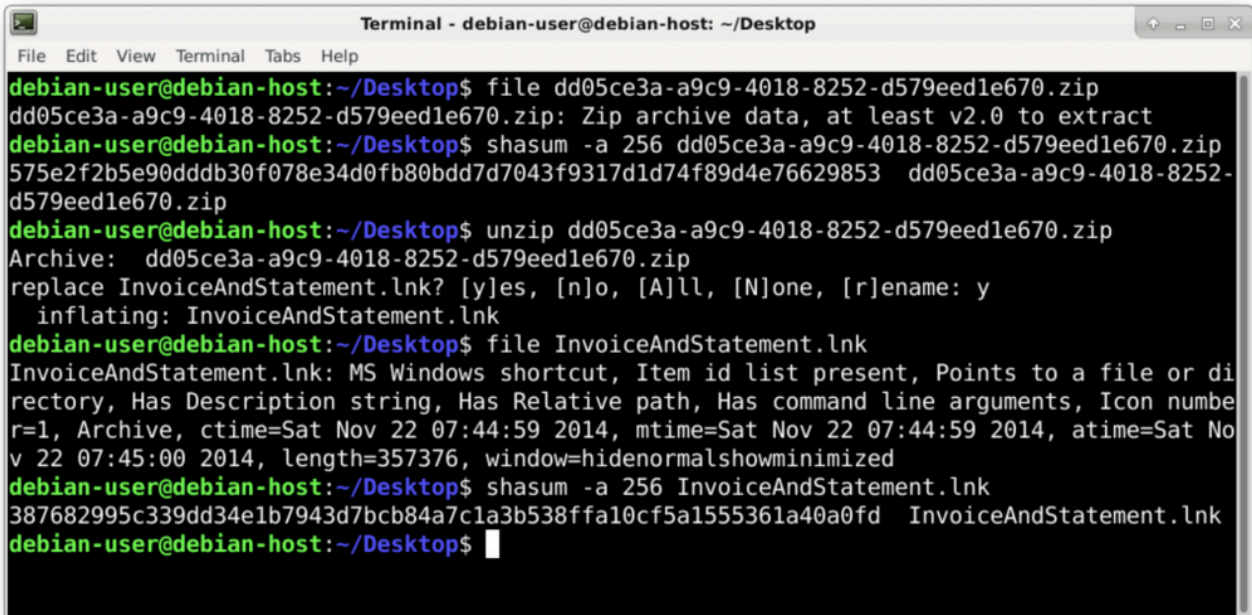 Terminal - debian-user@debian-host: ~/Desktop
File Edit View Terminal Tabs Help
debian-user@debian-host:~/Desktop$ file dd05ce3a-a9c9-4018-8252-d579eed1e670.zip
dd05ce3a-a9c9-4018-8252-d579eed1e670.zip: Zip archive data, at least v2.0 to extract
debian-user@debian-host:~/Desktop$ shasum -a 256 dd05ce3a-a9c9-4018-8252-d579eed1e670.zip
575e2f2b5e90dddb30f078e34d0fb80bdd7d7043f9317d1d74f89d4e76629853  dd05ce3a-a9c9-4018-8252-
d579eed1e670.zip
debian-user@debian-host:~/Desktop$ unzip dd05ce3a-a9c9-4018-8252-d579eed1e670.zip
Archive:  dd05ce3a-a9c9-4018-8252-d579eed1e670.zip
replace InvoiceAndStatement.lnk? [y]es, [n]o, [A]ll, [N]one, [r]ename: y
  inflating: InvoiceAndStatement.lnk
debian-user@debian-host:~/Desktop$ file InvoiceAndStatement.lnk
InvoiceAndStatement.lnk: MS Windows shortcut, Item id list present, Points to a file or di
rectory, Has Description string, Has Relative path, Has command line arguments, Icon numbe
r=1, Archive, ctime=Sat Nov 22 07:44:59 2014, mtime=Sat Nov 22 07:44:59 2014, atime=Sat No
v 22 07:45:00 2014, length=357376, window=hidenormalshowminimized
debian-user@debian-host:~/Desktop$ shasum -a 256 InvoiceAndStatement.lnk
387682995c339dd34e1b7943d7bcb84a7c1a3b538ffa10cf5a1555361a40a0fd  InvoiceAndStatement.lnk
debian-user@debian-host:~/Desktop$